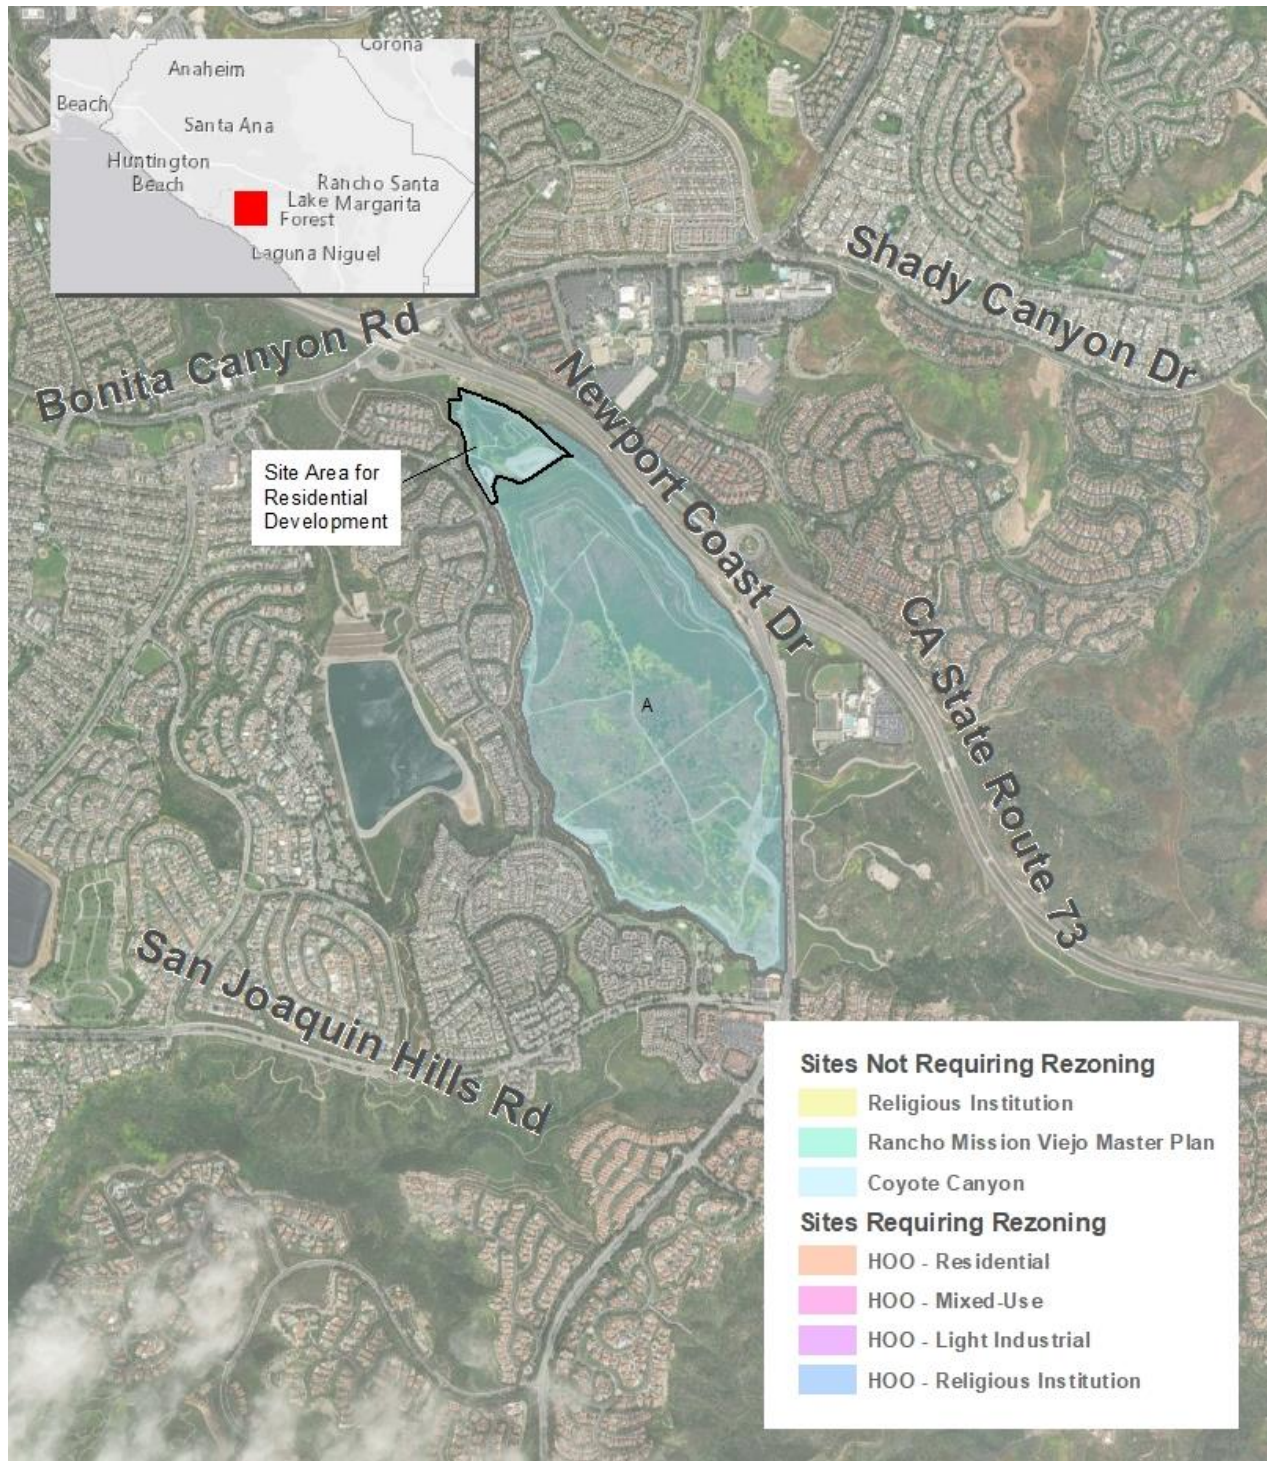 Corona
Anaheim
Beach
Santa Ana
Huntington
Beach
Rancho Santa
Lake Margarita
Forest
Laguna Niguel
Shady Canyon Dr
Bonita Canyon Rd
Newport Coast Dr
Site Area for
Residential
Development
CA State Route 73
A
San Joaquin Hills Rd
Sites Not Requiring Rezoning
Religious Institution
Rancho Mission Viejo Master Plan
Coyote Canyon
Sites Requiring Rezoning
HOO - Residential
HOO - Mixed-Use
HOO - Light Industrial
HOO - Religious Institution